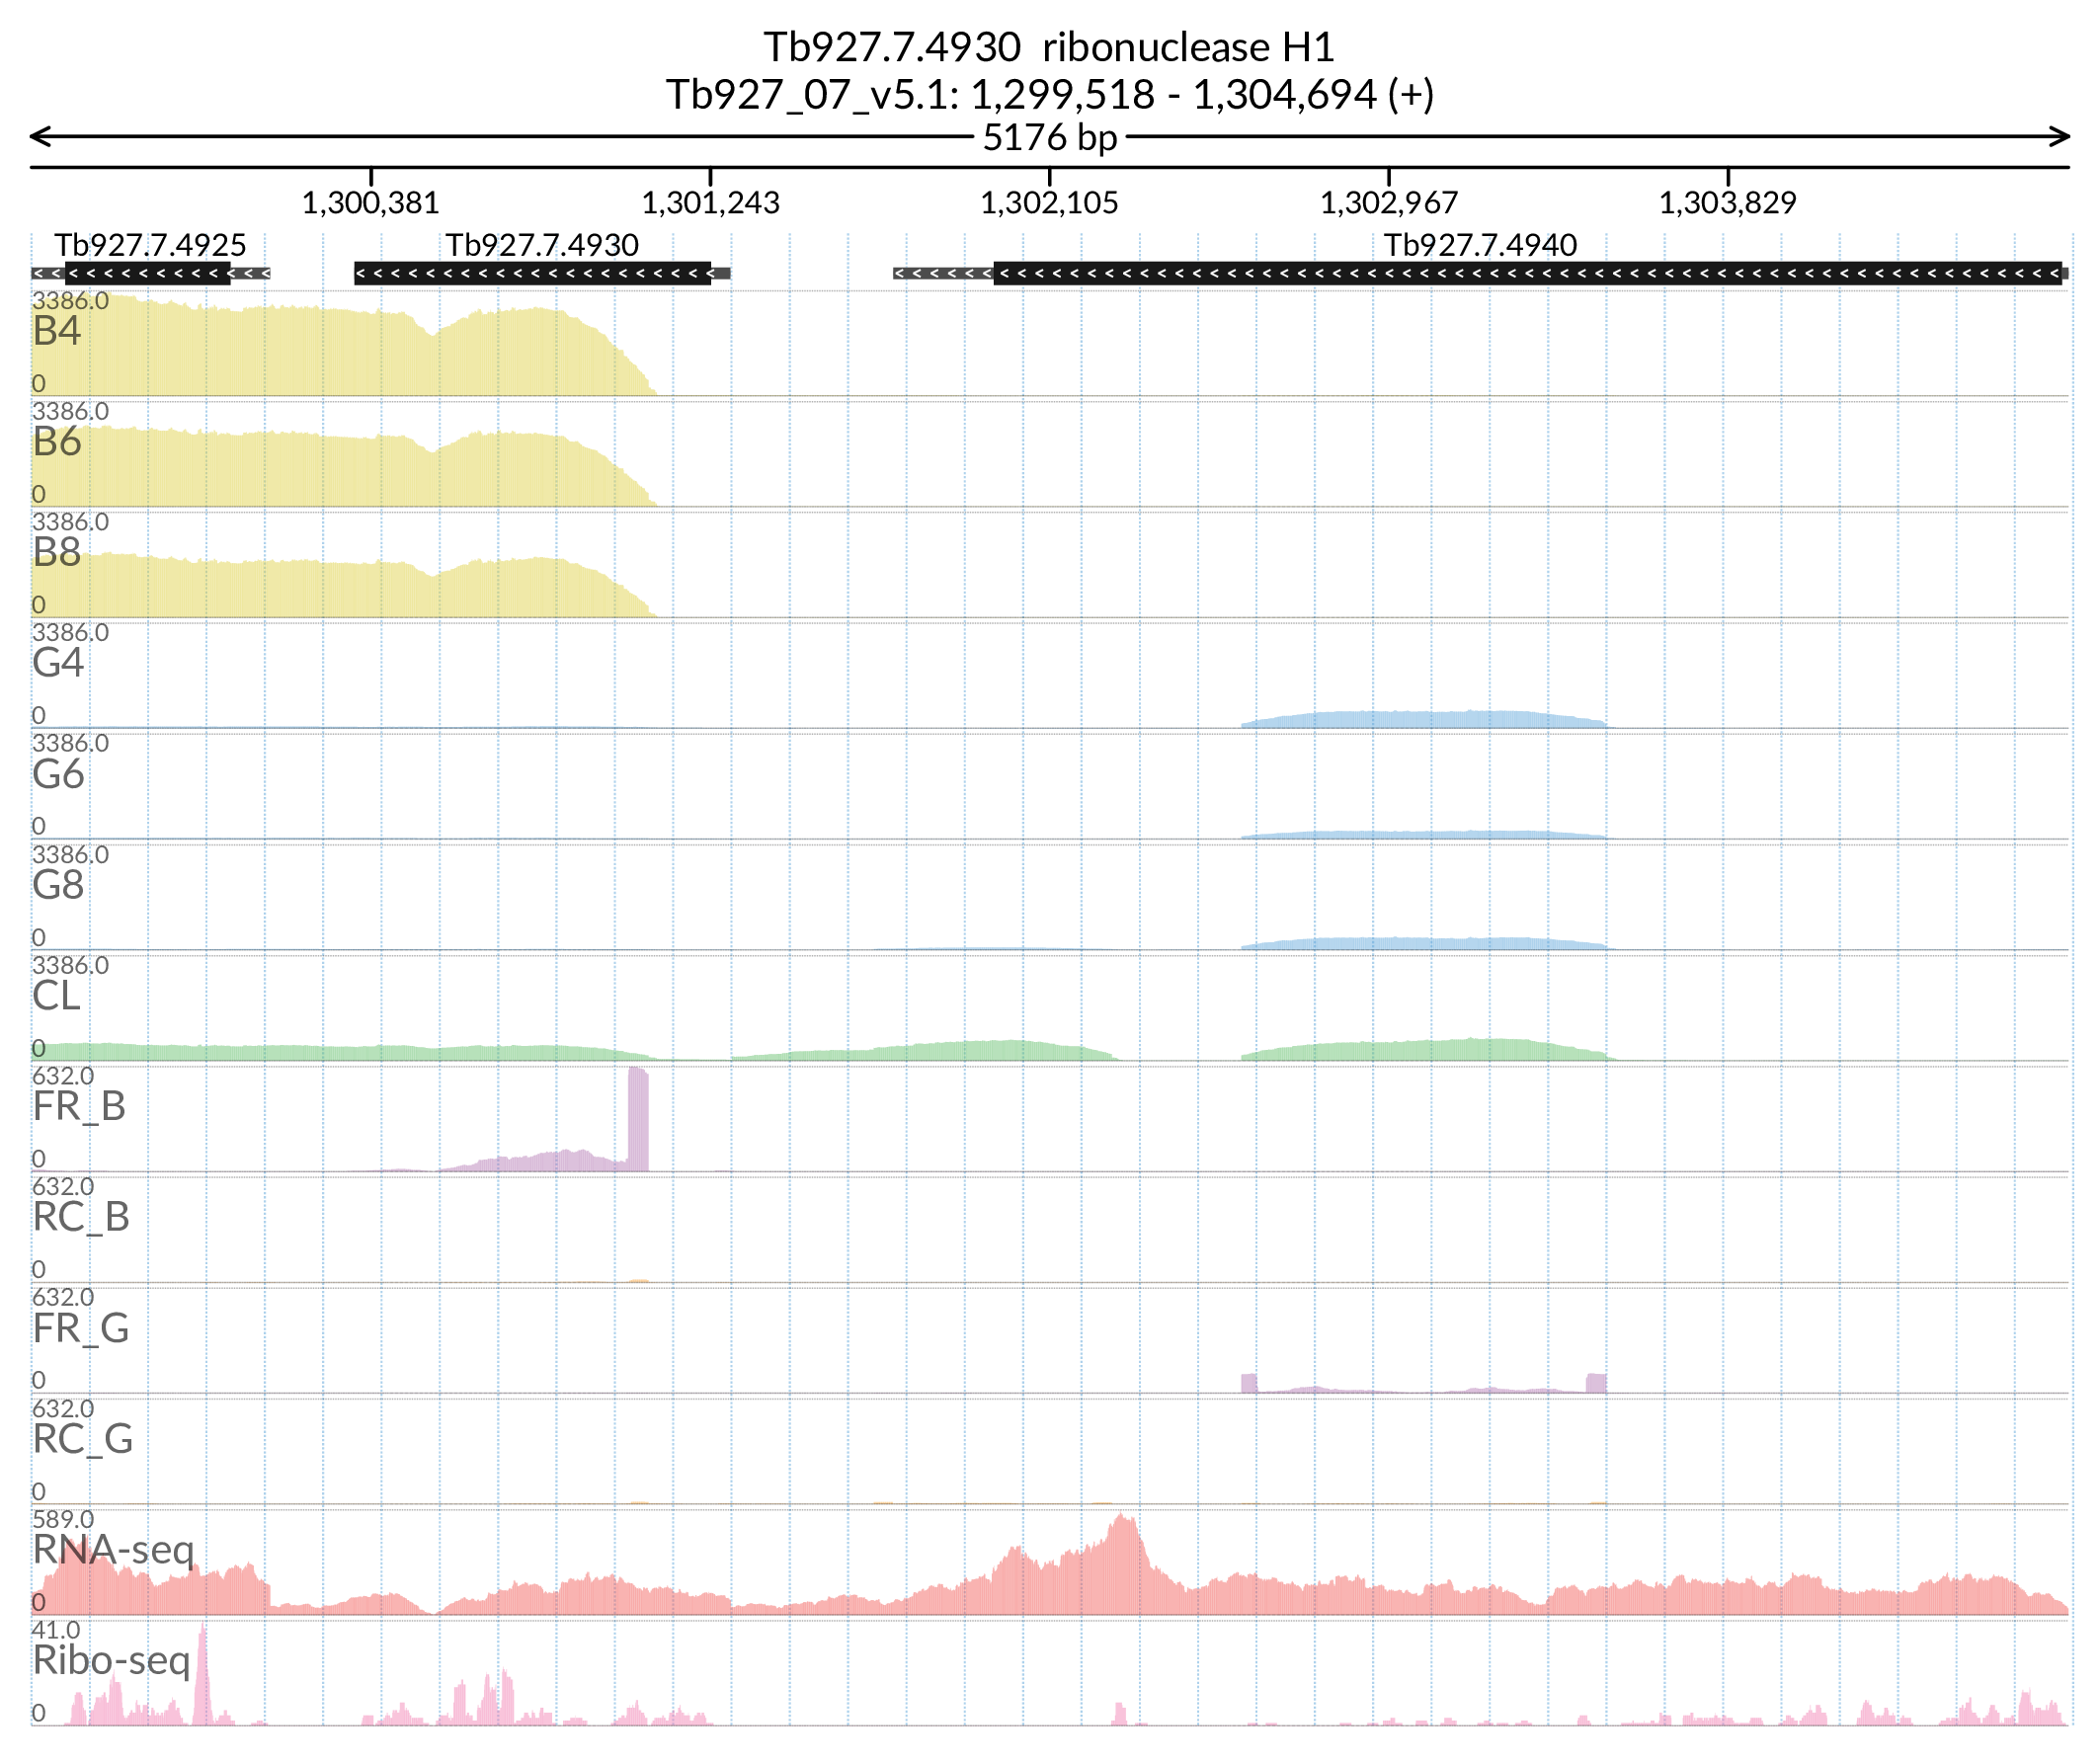 Tb927.7.4930  ribonuclease H1
Tb927_07_v5.1: 1,299,518 - 1,304,694 (+)
5176 bp
1,300,381 1,301,243 1,302,105 1,302,967 1,303,829
Tb927.7.4925 Tb927.7.4930 Tb927.7.4940
3386.0
B4
0
3386.0
B6
0
3386.0
B8
0
3386.0
G4
0
3386.0
G6
0
3386.0
G8
0
3386.0
CL
0
632.0
FR_B
0
632.0
RC_B
0
632.0
FR_G
0
632.0
RC_G
0
589.0
RNA-seq
0
41.0
Ribo-seq
0